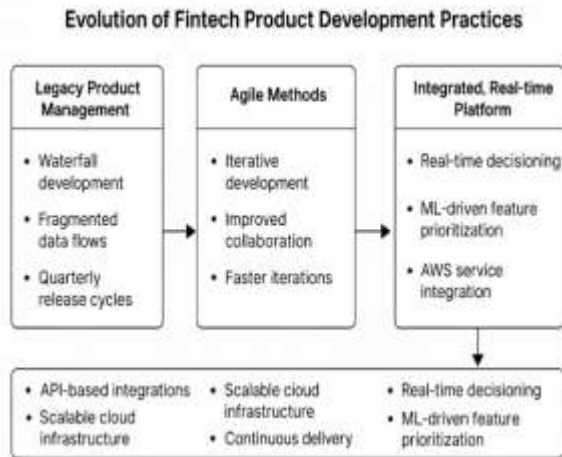 Evolution of Fintech Product Development Practices
Legacy Product
Management
• Waterfall
development
• Fragmented
data flows
• Quarterly
release cycles
Agile Methods
• Iterative
development
• Improved
collaboration
• Faster iterations
Integrated, Real-time
Platform
• Real-time decisioning
• ML-driven feature
prioritization
• AWS service
integration
• API-based integrations
• Scalable cloud
infrastructure
• Scalable cloud
infrastructure
• Continuous delivery
• Real-time decisioning
• ML-driven feature
prioritization